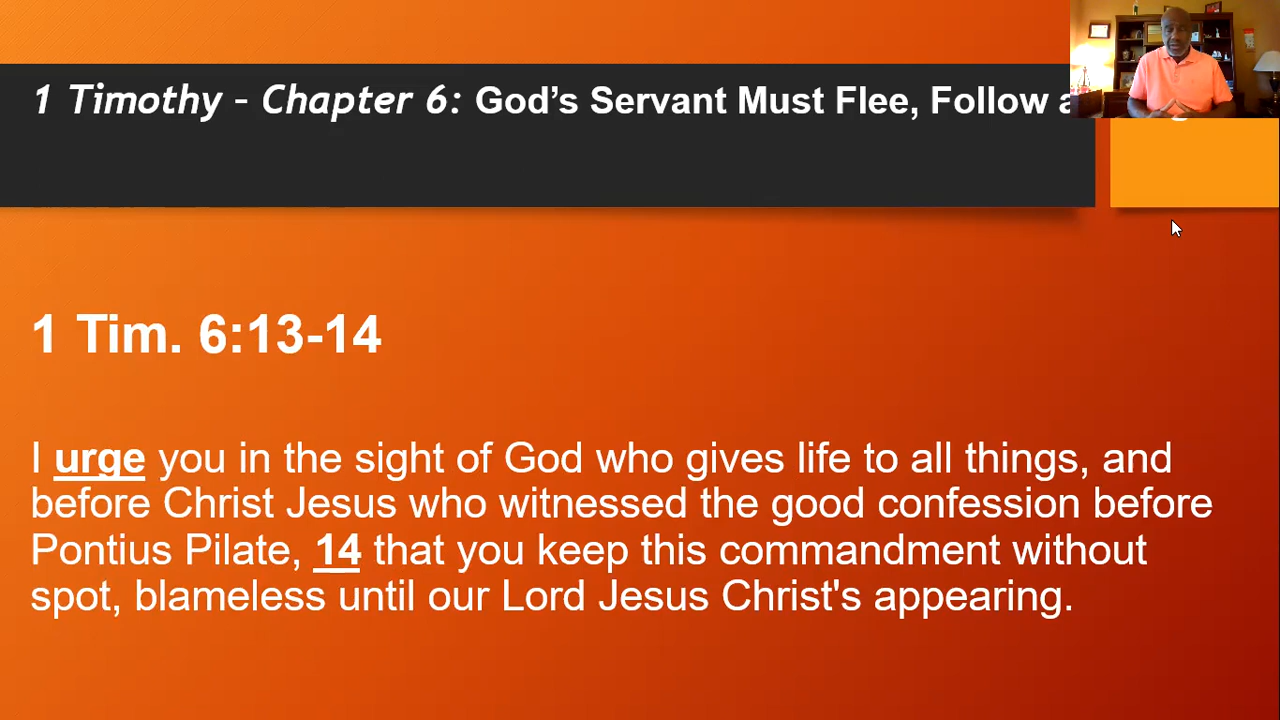 1 Timothy - Chapter 6: God's Servant Must Flee, Follow
1 Tim. 6:13-14
I urge you in the sight of God who gives life to all things, and
before Christ Jesus who witnessed the good confession before
Pontius Pilate, 14 that you keep this commandment without
spot, blameless until our Lord Jesus Christ's appearing.